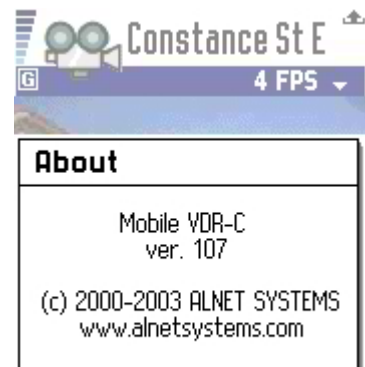 Constance St E
G
4 FPS
About
Mobile VDR-C
ver. 107
(c) 2000-2003 ALNET SYSTEMS
www.alnetsystems.com